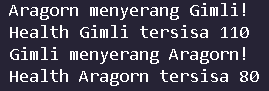 Aragorn menyerang Gimli!
Health Gimli tersisa 110
Gimli menyerang Aragorn!
Health Aragorn tersisa 80